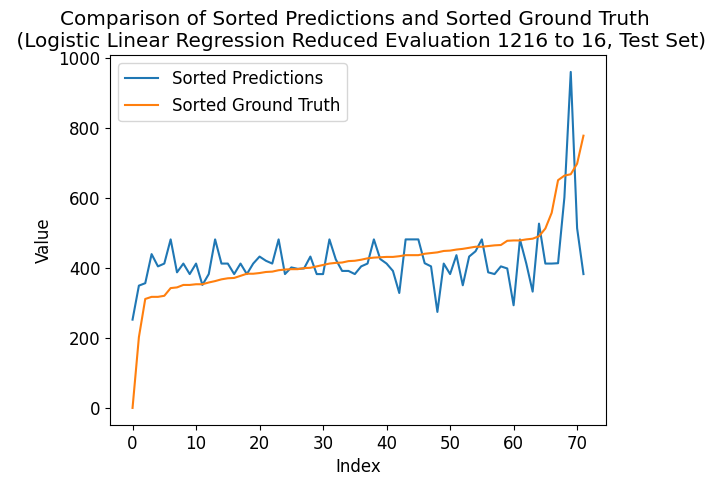 Comparison of Sorted Predictions and Sorted Ground Truth
(Logistic Linear Regression Reduced Evaluation 1216 to 16, Test Set)
Sorted Predictions
Sorted Ground Truth
1000
800
600
400
200
0
Value
0 10 20 30 40 50 60 70
Index